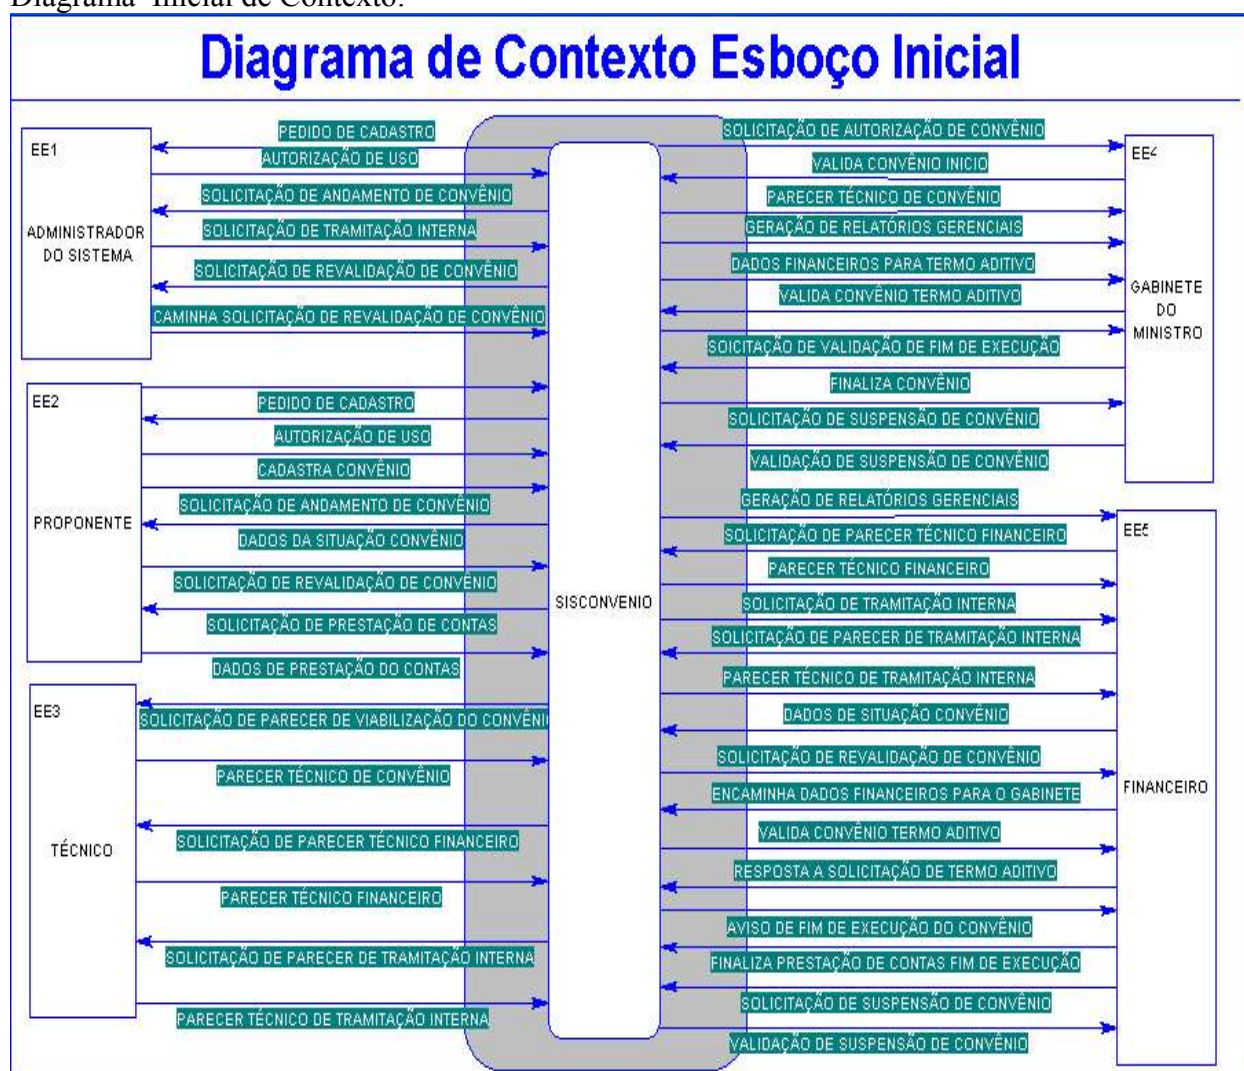 Diagrama Inicial de Contexto:
Diagrama de Contexto Esboço Inicial
EE1
ADMINISTRADOR
DO SISTEMA
PEDIDO DE CADASTRO
AUTORIZAÇÃO DE USO
SOLICITAÇÃO DE ANDAMENTO DE CONVÊNIO
SOLICITAÇÃO DE TRAMITAÇÃO INTERNA
SOLICITAÇÃO DE REVALIDAÇÃO DE CONVÊNIO
CAMINHA SOLICITAÇÃO DE REVALIDAÇÃO DE CONVÊNIO
EE2
PROPONENTE
PEDIDO DE CADASTRO
AUTORIZAÇÃO DE USO
CADASTRA CONVÊNIO
SOLICITAÇÃO DE ANDAMENTO DE CONVÊNIO
DADOS DA SITUAÇÃO CONVÊNIO
SOLICITAÇÃO DE REVALIDAÇÃO DE CONVÊNIO
SOLICITAÇÃO DE PRESTAÇÃO DE CONTAS
DADOS DE PRESTAÇÃO DO CONTAS
EE3
TÉCNICO
SOLICITAÇÃO DE PARECER DE VIABILIZAÇÃO DO CONVÊNI
PARECER TÉCNICO DE CONVÊNIO
SOLICITAÇÃO DE PARECER TÉCNICO FINANCEIRO
PARECER TÉCNICO FINANCEIRO
SOLICITAÇÃO DE PARECER DE TRAMITAÇÃO INTERNA
PARECER TÉCNICO DE TRAMITAÇÃO INTERNA
SISCONVENIO
SOLICITAÇÃO DE AUTORIZAÇÃO DE CONVÊNIO
VALIDA CONVÊNIO INICIO
PARECER TÉCNICO DE CONVÊNIO
GERAÇÃO DE RELATÓRIOS GERENCIAIS
DADOS FINANCEIROS PARA TERMO ADITIVO
VALIDA CONVÊNIO TERMO ADITIVO
SOICITAÇÃO DE VALIDAÇÃO DE FIM DE EXECUÇÃO
FINALIZA CONVÊNIO
SOLICITAÇÃO DE SUSPENSÃO DE CONVÊNIO
VALIDAÇÃO DE SUSPENSÃO DE CONVÊNIO
EE4
GABINETE
DO
MINISTRO
GERAÇÃO DE RELATÓRIOS GERENCIAIS
SOLICITAÇÃO DE PARECER TÉCNICO FINANCEIRO
PARECER TÉCNICO FINANCEIRO
SOLICITAÇÃO DE TRAMITAÇÃO INTERNA
SOLICITAÇÃO DE PARECER DE TRAMITAÇÃO INTERNA
PARECER TÉCNICO DE TRAMITAÇÃO INTERNA
DADOS DE SITUAÇÃO CONVÊNIO
SOLICITAÇÃO DE REVALIDAÇÃO DE CONVÊNIO
ENCAMINHA DADOS FINANCEIROS PARA O GABINETE
VALIDA CONVÊNIO TERMO ADITIVO
RESPOSTA A SOLICITAÇÃO DE TERMO ADITIVO
AVISO DE FIM DE EXECUÇÃO DO CONVÊNIO
FINALIZA PRESTAÇÃO DE CONTAS FIM DE EXECUÇÃO
SOLICITAÇÃO DE SUSPENSÃO DE CONVÊNIO
VALIDAÇÃO DE SUSPENSÃO DE CONVÊNIO
EE5
FINANCEIRO